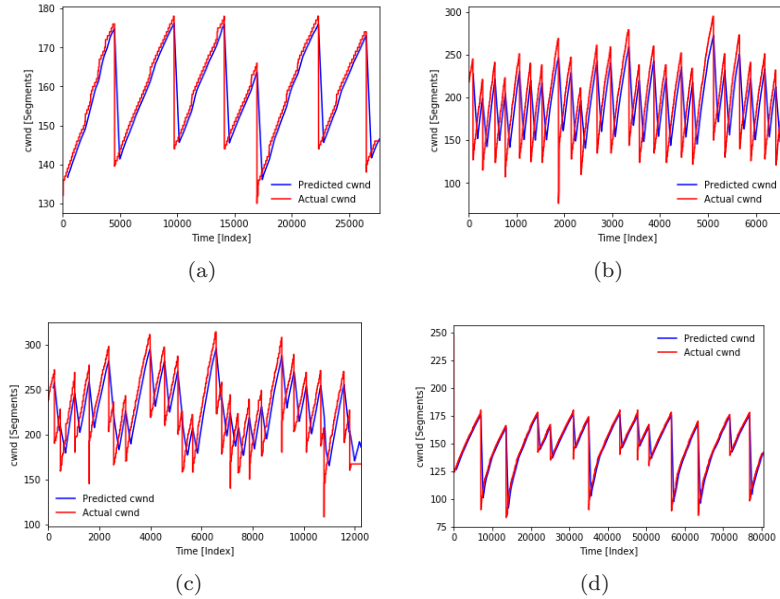 180
170
160
150
140
130
cwnd [Segments]
Predicted cwnd
Actual cwnd
0 5000 10000 15000 20000 25000
Time [Index]
(a)
300
250
200
150
100
cwnd [Segments]
Predicted cwnd
Actual cwnd
0 1000 2000 3000 4000 5000 6000
Time [Index]
(b)
300
250
200
150
100
cwnd [Segments]
Predicted cwnd
Actual cwnd
0 2000 4000 6000 8000 10000 12000
Time [Index]
(c)
250
225
200
175
150
125
100
75
cwnd [Segments]
Predicted cwnd
Actual cwnd
0 10000 20000 30000 40000 50000 60000 70000 80000
Time [Index]
(d)